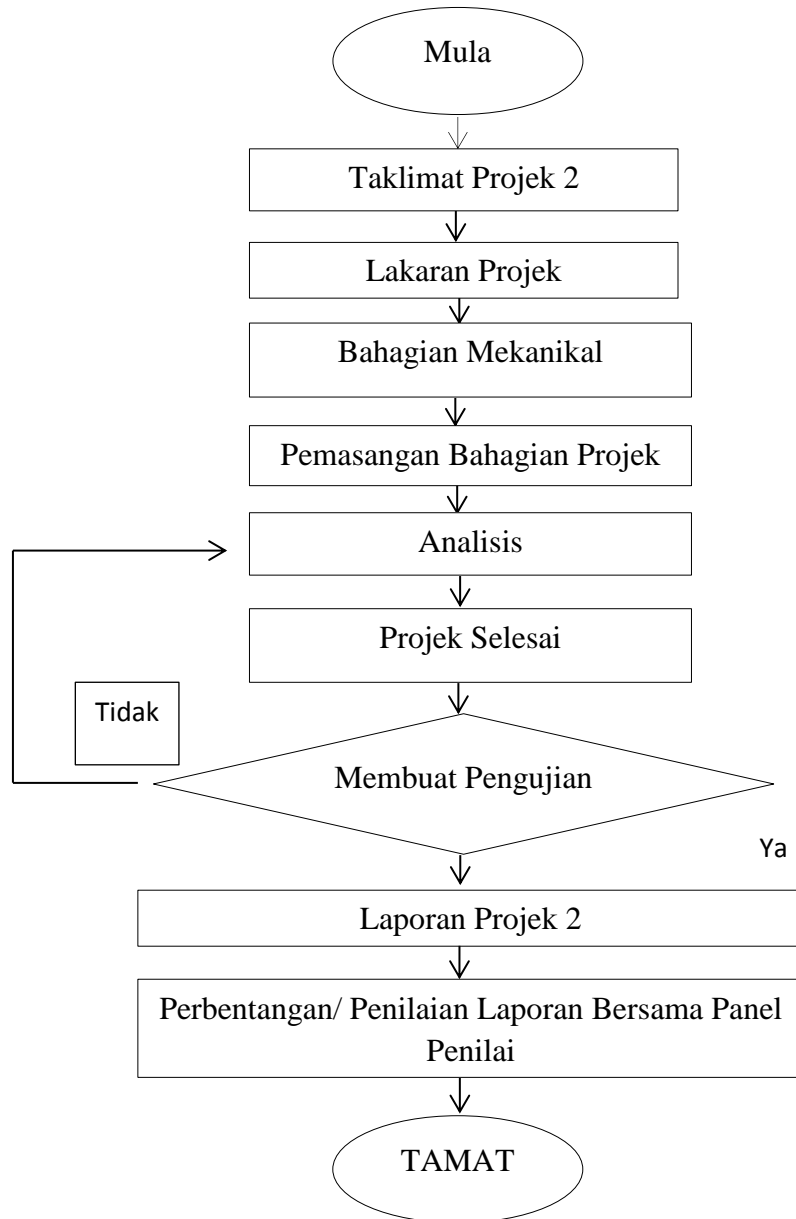 Mula
Taklimat Projek 2
Lakaran Projek
Bahagian Mekanikal
Pemasangan Bahagian Projek
Analisis
Projek Selesai
Tidak
Membuat Pengujian
Ya
Laporan Projek 2
Perbentangan/ Penilaian Laporan Bersama Panel
Penilai
TAMAT